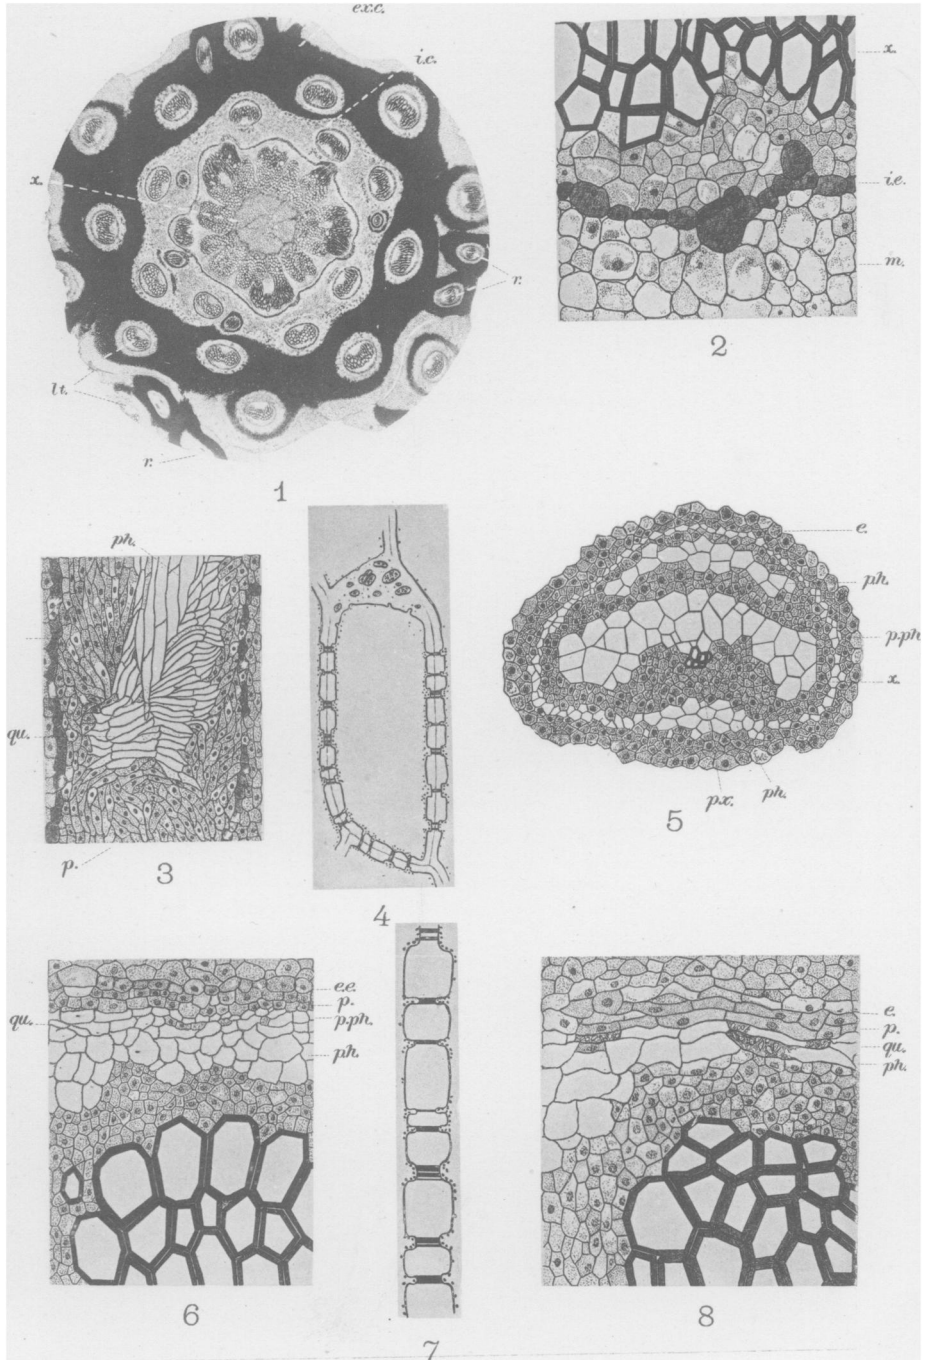 ex.c.
i.c.
x.
r.
lt.
r.
1
x.
i.e.
m.
2
ph.
qu.
p.
3
4
e.
ph.
p.ph
x.
px.
ph.
5
e.e.
p.
qu.
p.ph.
ph.
6
7
e.
p.
qu.
ph.
8